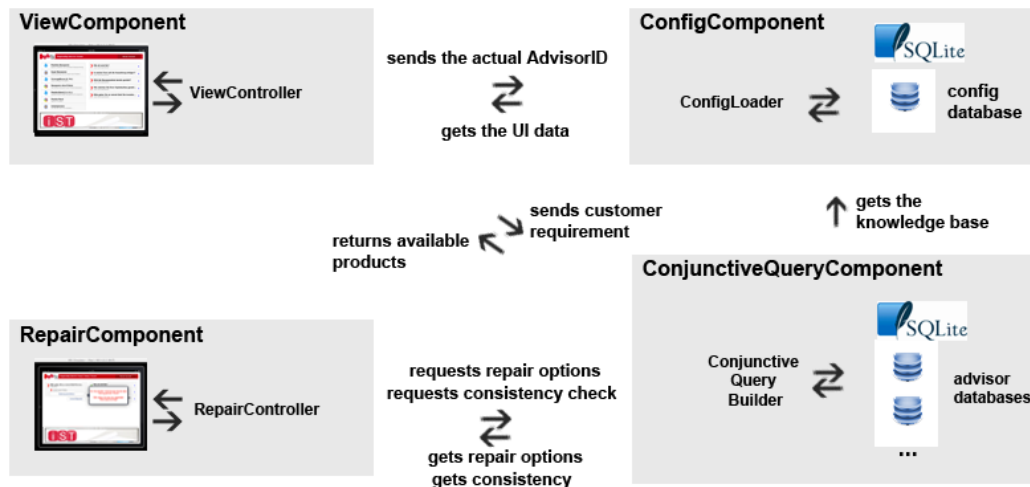 ViewComponent
ViewController
iST
sends the actual AdvisorID
gets the UI data
ConfigComponent
SQLite
ConfigLoader
config
database
returns available
products
sends customer
requirement
gets the
knowledge base
RepairComponent
RepairController
iST
requests repair options
requests consistency check
gets repair options
gets consistency
ConjunctiveQueryComponent
SQLite
Conjunctive
Query
Builder
advisor
databases
...